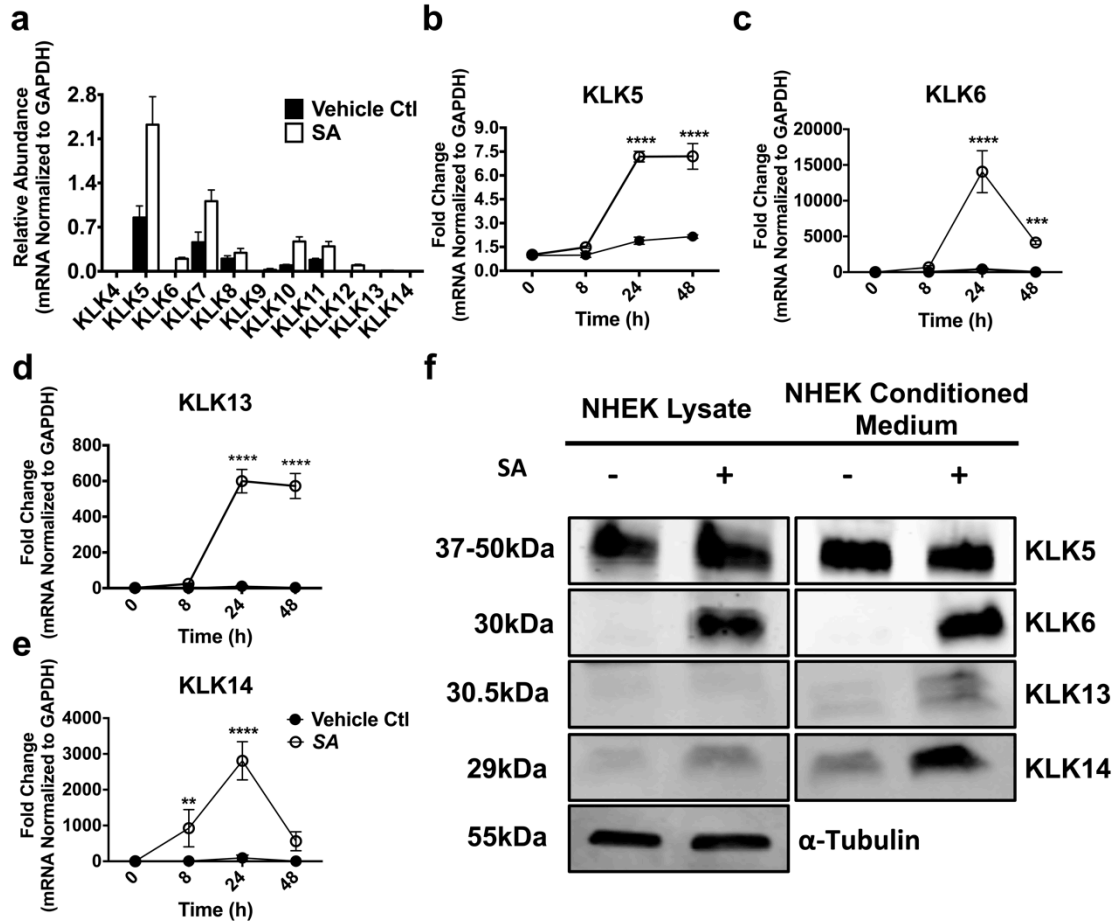 a
Relative Abundance
(mRNA Normalized to GAPDH)
2.8
2.1
1.4
0.7
0.0
Vehicle Ctl
SA
KLK4
KLK5
KLK6
KLK7
KLK8
KLK9
KLK10
KLK11
KLK12
KLK13
KLK14
b
KLK5
Fold Change
(mRNA Normalized to GAPDH)
9.0
7.5
6.0
4.5
3.0
1.5
0.0
**** ****
0 8 24 48
Time (h)
c
KLK6
Fold Change
(mRNA Normalized to GAPDH)
20000
15000
10000
5000
0
****
***
0 8 24 48
Time (h)
d
KLK13
Fold Change
(mRNA Normalized to GAPDH)
800
600
400
200
0
**** ****
0 8 24 48
Time (h)
e
KLK14
Fold Change
(mRNA Normalized to GAPDH)
4000
3000
2000
1000
0
**
****
Vehicle Ctl
SA
0 8 24 48
Time (h)
f
NHEK Lysate
NHEK Conditioned
Medium
SA - + - +
37-50kDa KLK5
30kDa KLK6
30.5kDa KLK13
29kDa KLK14
55kDa α-Tubulin